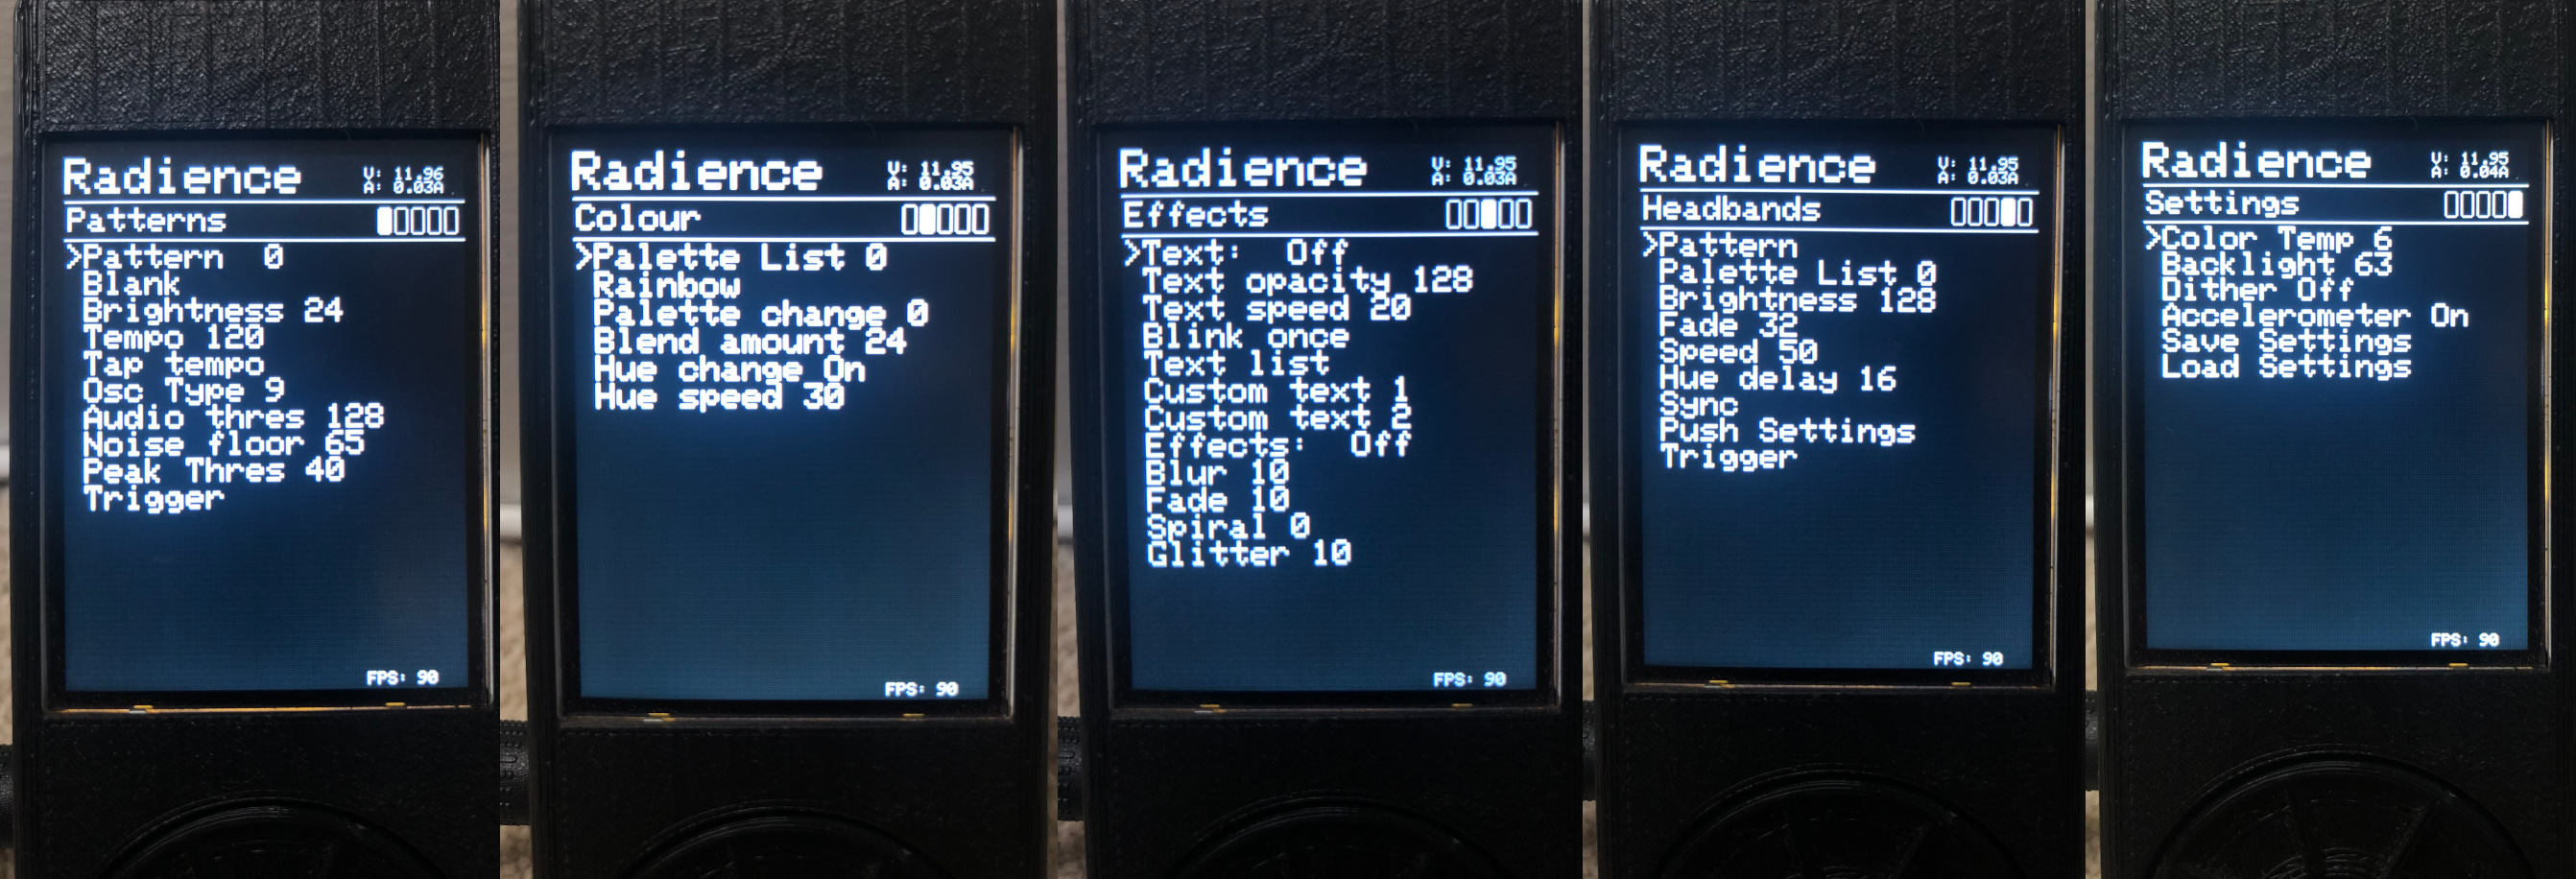 Radience
V: 11.96
A: 0.03A
Patterns
>Pattern 0
Blank
Brightness 24
Tempo 120
Tap tempo
Osc Type 9
Audio thres 128
Noise floor 65
Peak Thres 40
Trigger
FPS: 90
Radience
V: 11.95
A: 0.03A
Colour
>Palette List 0
Rainbow
Palette change 0
Blend amount 24
Hue change On
Hue speed 30
FPS: 90
Radience
V: 11.95
A: 0.03A
Effects
>Text: Off
Text opacity 128
Text speed 20
Blink once
Text list
Custom text 1
Custom text 2
Effects: Off
Blur 10
Fade 10
Spiral 0
Glitter 10
FPS: 90
Radience
V: 11.95
A: 0.03A
Headbands
>Pattern
Palette List 0
Brightness 128
Fade 32
Speed 50
Hue delay 16
Sync
Push Settings
Trigger
FPS: 90
Radience
V: 11.95
A: 0.04A
Settings
>Color Temp 6
Backlight 63
Dither Off
Accelerometer On
Save Settings
Load Settings
FPS: 90